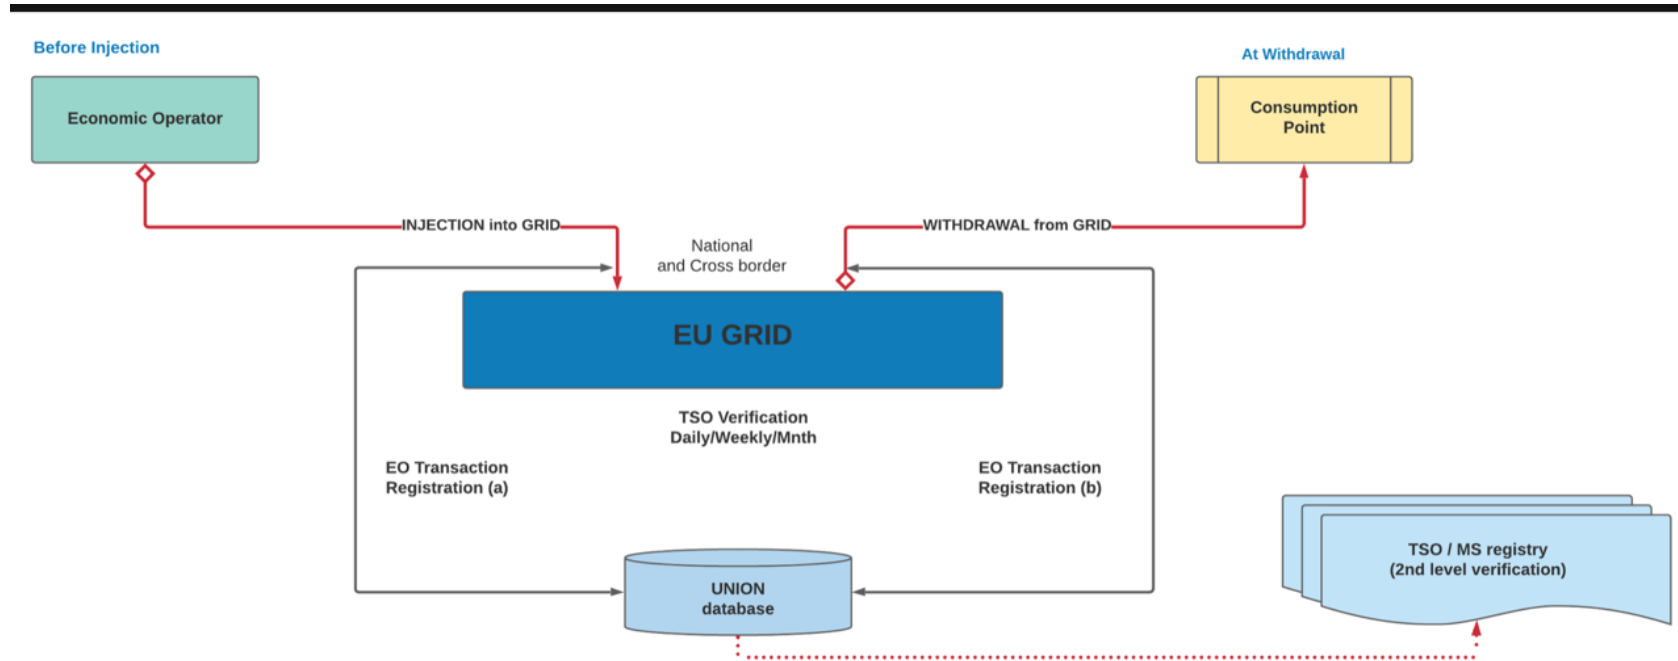 Before Injection
At Withdrawal
Economic Operator
Consumption
Point
INJECTION into GRID
WITHDRAWAL from GRID
National
and Cross border
EU GRID
TSO Verification
Daily/Weekly/Mnth
EO Transaction
Registration (a)
EO Transaction
Registration (b)
TSO / MS registry
(2nd level verification)
UNION
database